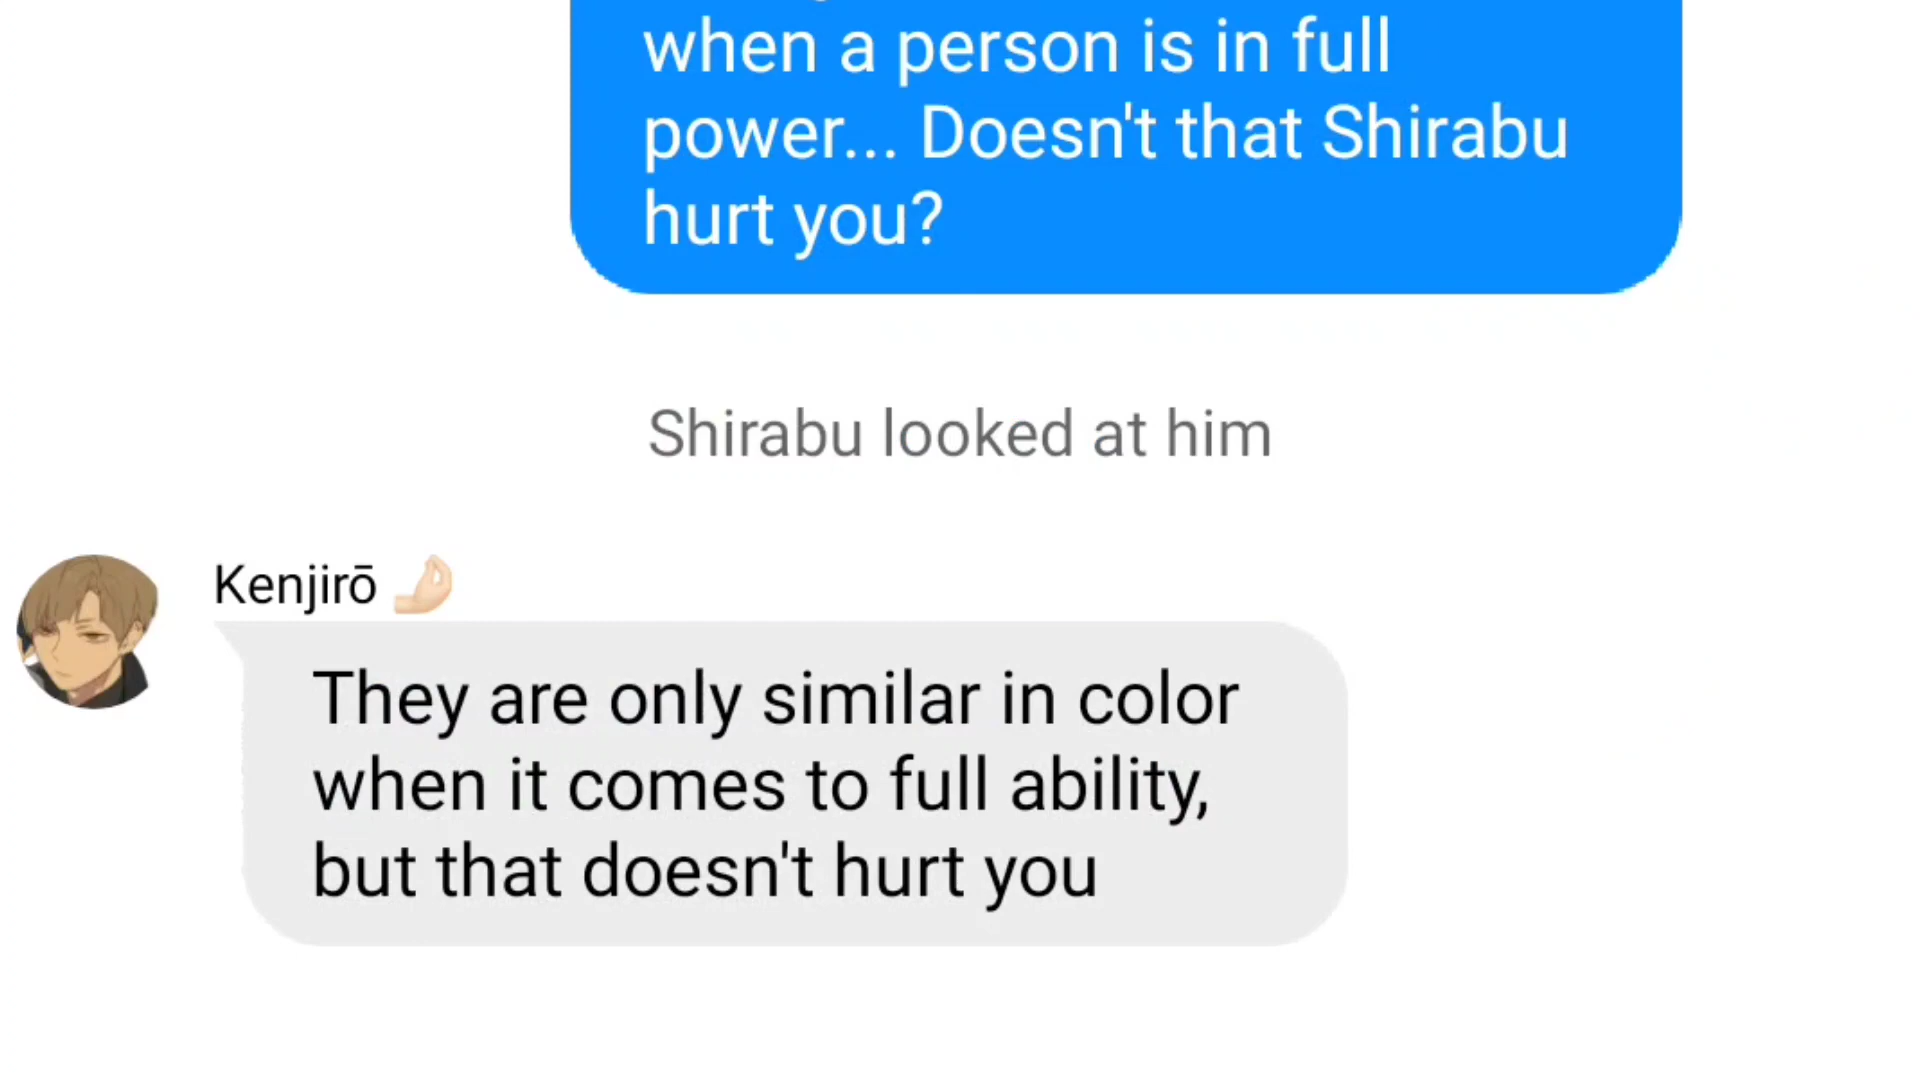 when a person is in full
power... Doesn't that Shirabu
hurt you?
Shirabu looked at him
Kenjirō 🤌🏻
They are only similar in color
when it comes to full ability,
but that doesn't hurt you